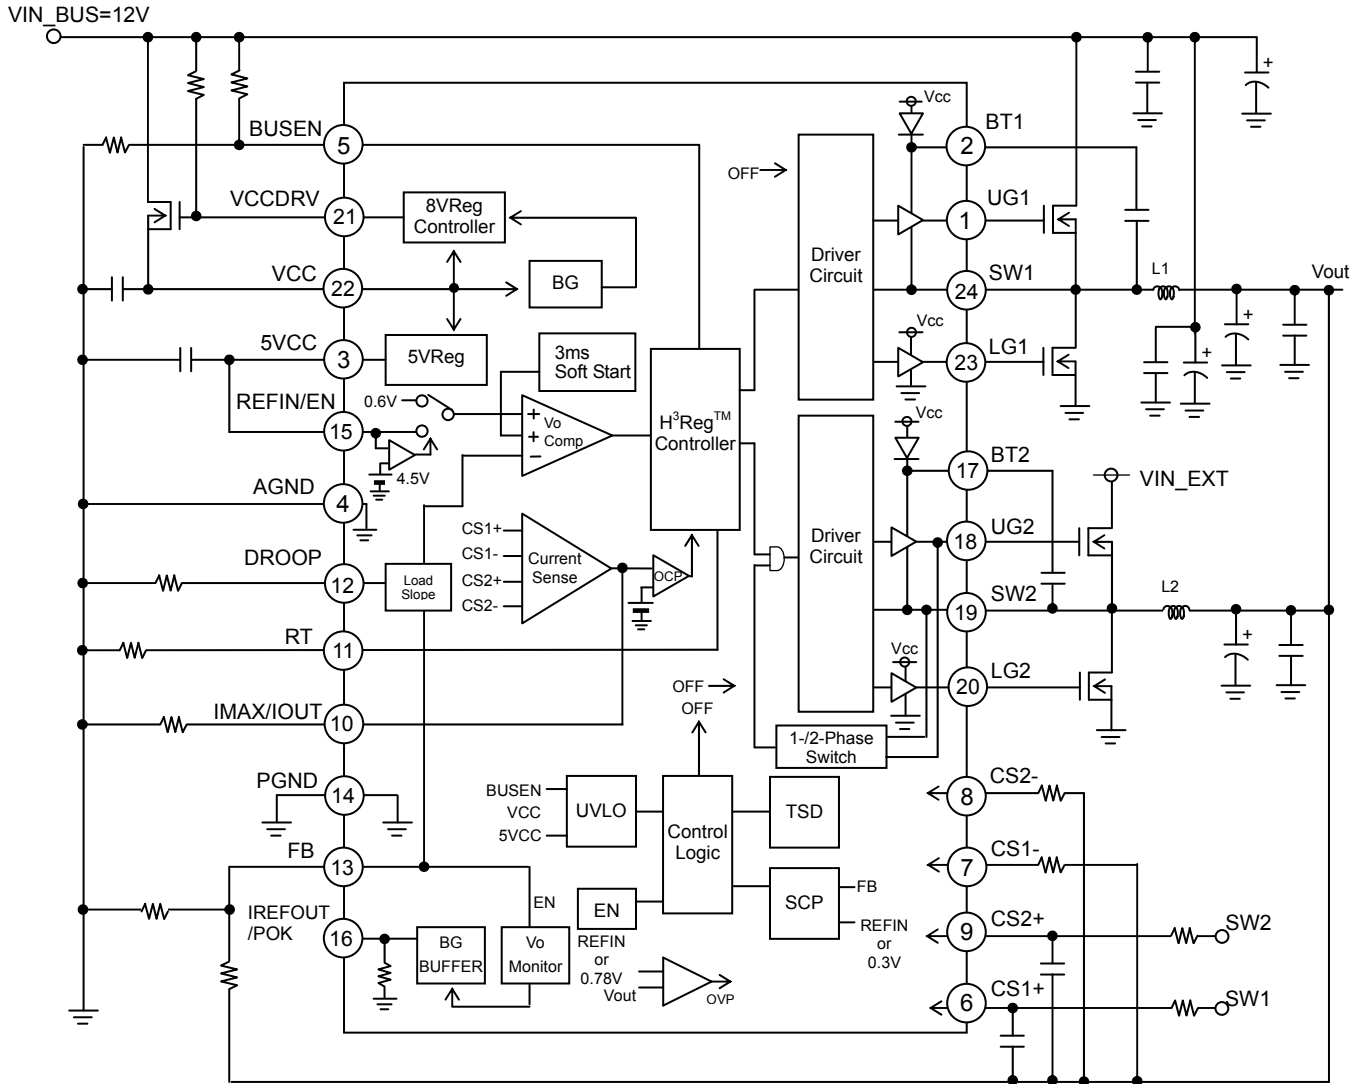 VIN_BUS=12V
BUSEN
5
VCCDRV
21
8VReg
Controller
VCC
22
BG
5VCC
3
5VReg
3ms
Soft Start
REFIN/EN
15
0.6V
4.5V
+
+
−
Vo
Comp
H³Reg™
Controller
AGND
4
DROOP
12
Load
Slope
CS1+
CS1-
CS2+
CS2-
Current
Sense
OCP
RT
11
IMAX/IOUT
10
PGND
14
FB
13
IREFOUT
/POK
16
BG
BUFFER
EN
Vo
Monitor
BUSEN
VCC
5VCC
UVLO
OFF
OFF
Control
Logic
TSD
SCP
FB
REFIN
or
0.3V
EN
REFIN
or
0.78V
Vout
OVP
OFF
Driver
Circuit
Vcc
Vcc
BT1
2
UG1
1
SW1
24
LG1
23
L1
Vout
+
+
+
Driver
Circuit
Vcc
Vcc
1-/2-Phase
Switch
BT2
17
VIN_EXT
UG2
18
SW2
19
LG2
20
L2
+
CS2-
8
CS1-
7
CS2+
9
SW2
CS1+
6
SW1